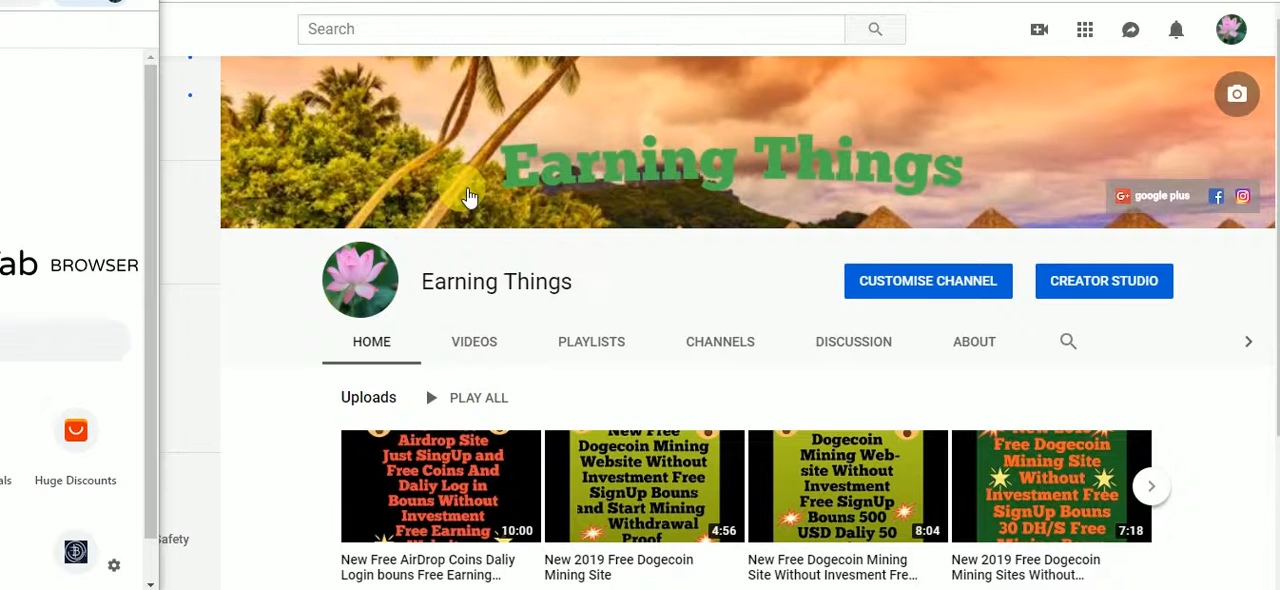 Search
Earning Things
google plus
ab BROWSER
Earning Things
CUSTOMISE CHANNEL
CREATOR STUDIO
HOME
VIDEOS
PLAYLISTS
CHANNELS
DISCUSSION
ABOUT
Uploads
PLAY ALL
Airdrop Site
Just SingUp and
Free Coins And
Daliy Log in
Bouns Without
Investment
Free Earning
10:00
New Free
Dogecoin Mining
Website Without
Investment Free
SignUp Bouns
and Start Mining
Withdrawal
Proof
4:56
Dogecoin
Mining Web-
site Without
Investment
Free SignUp
Bouns 500
USD Daliy 50
8:04
Free Dogecoin
Mining Site
Without
Investment Free
SignUp Bouns
30 DH/S Free
7:18
New Free AirDrop Coins Daliy
Login bouns Free Earning...
New 2019 Free Dogecoin
Mining Site
New Free Dogecoin Mining
Site Without Invesment Fre...
New 2019 Free Dogecoin
Mining Sites Without...
als
Huge Discounts
Safety